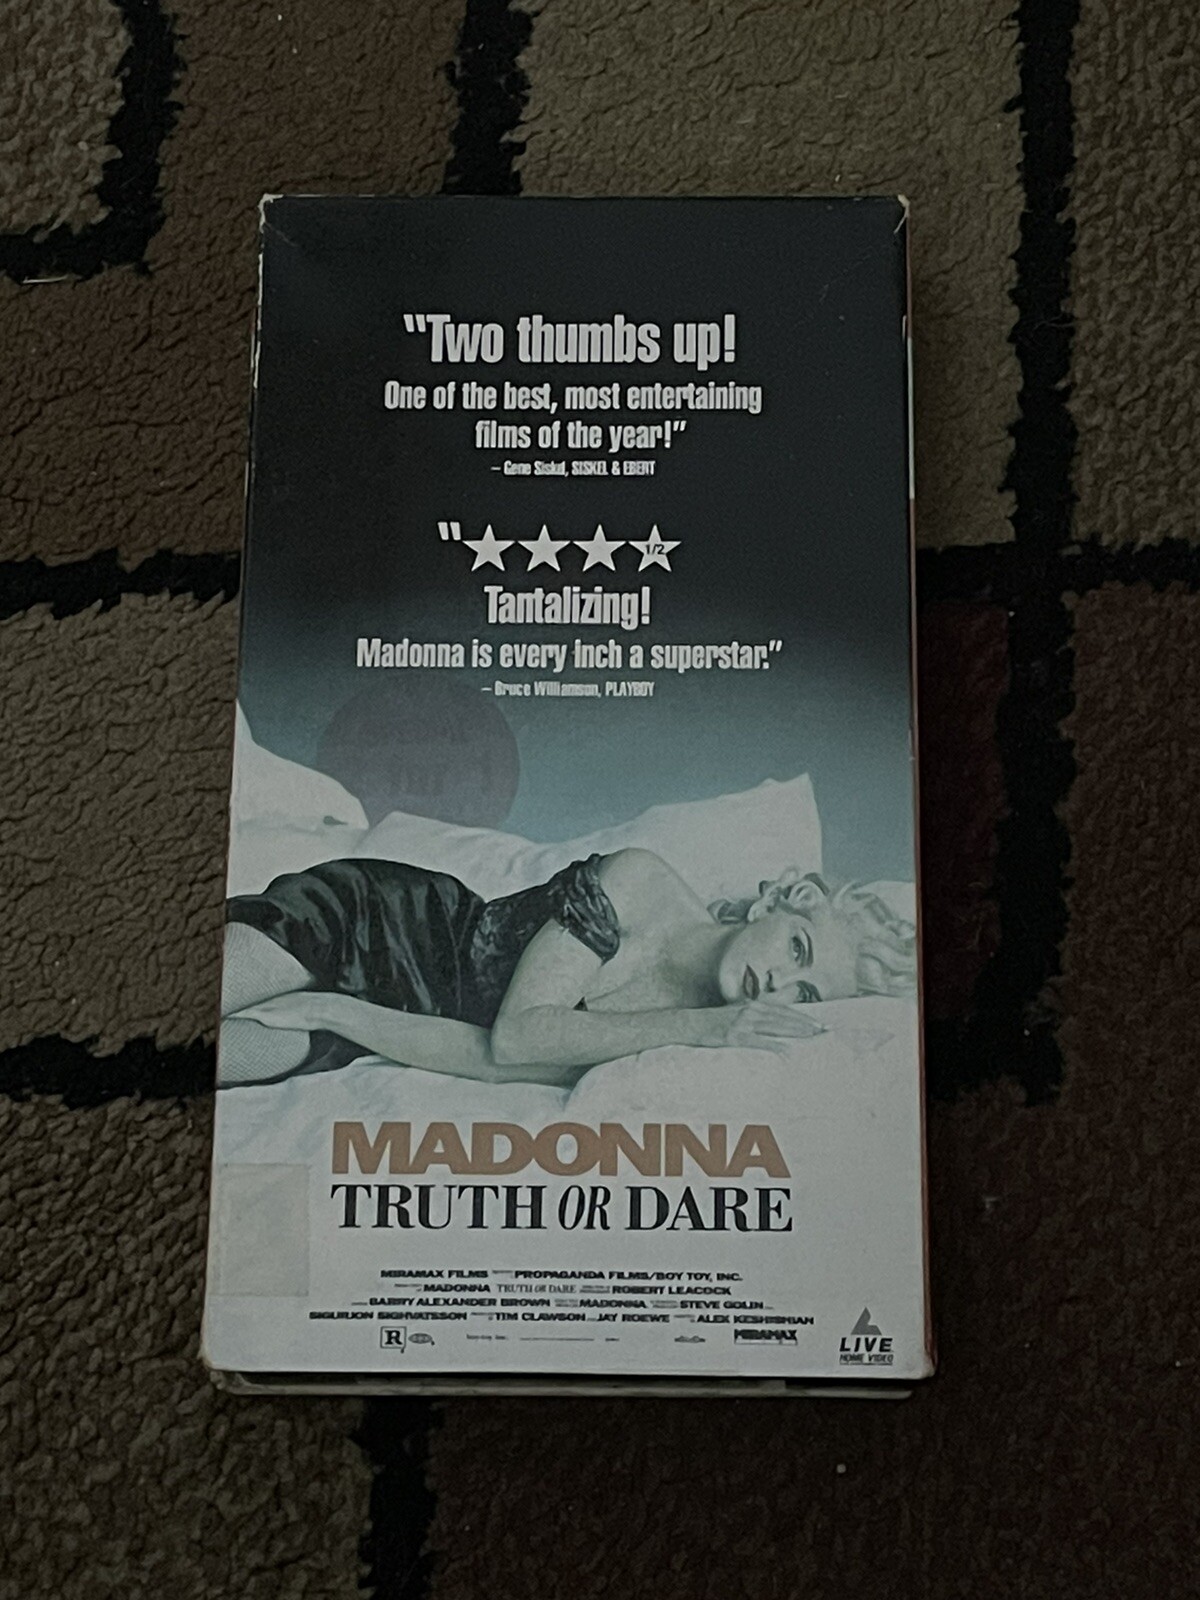 “Two thumbs up!
One of the best, most entertaining
films of the year!”
– Gene Siskel, SISKEL & EBERT
“★★★★ 1/2
Tantalizing!
Madonna is every inch a superstar.”
– Bruce Williamson, PLAYBOY
MADONNA
TRUTH OR DARE
MIRAMAX FILMS PROPAGANDA FILMS/BOY TOY, INC.
MADONNA TRUTH OR DARE ROBERT LEACOCK
BARRY ALEXANDER BROWN MADONNA STEVE GOLIN
SIGURJON SIGHVATSSON TIM CLAWSON JAY ROEWE ALEK KESHISHIAN
R MIRAMAX
LIVE
HOME VIDEO